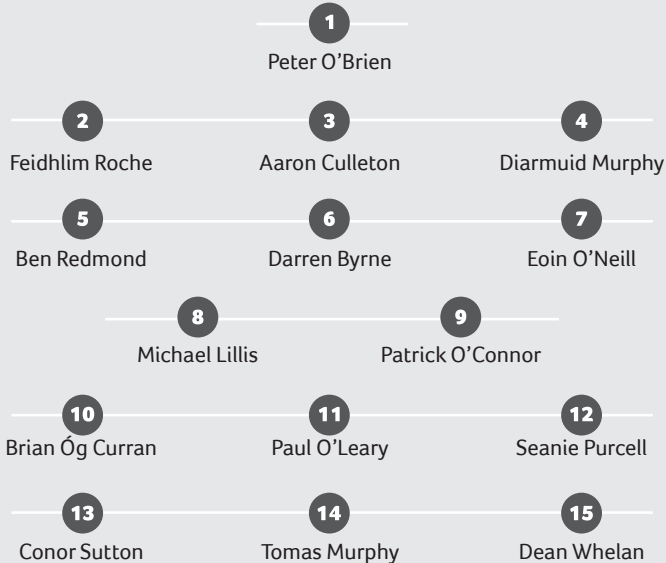 1
Peter O’Brien
2 3 4
Feidhlim Roche Aaron Culleton Diarmuid Murphy
5 6 7
Ben Redmond Darren Byrne Eoin O’Neill
8 9
Michael Lillis Patrick O’Connor
10 11 12
Brian Óg Curran Paul O’Leary Seanie Purcell
13 14 15
Conor Sutton Tomas Murphy Dean Whelan